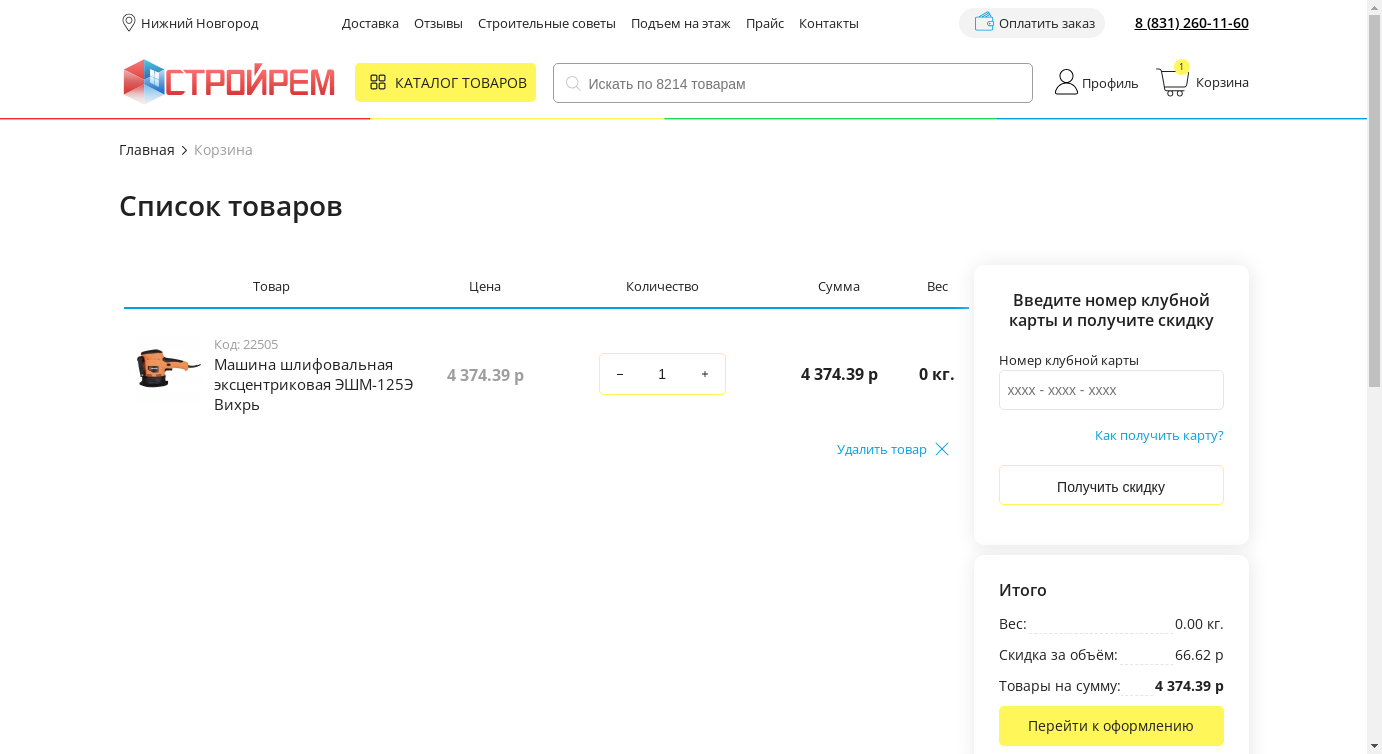 Нижний Новгород
Доставка Отзывы Строительные советы Подъем на этаж Прайс Контакты
Оплатить заказ
8 (831) 260-11-60
СТРОЙРЕМ
КАТАЛОГ ТОВАРОВ
Искать по 8214 товарам
Профиль
1
Корзина
Главная Корзина
Список товаров
Товар Цена Количество Сумма Вес
Код: 22505
Машина шлифовальная
эксцентриковая ЭШМ-125Э
Вихрь
4 374.39 р
− 1 +
4 374.39 р
0 кг.
Удалить товар
Введите номер клубной
карты и получите скидку
Номер клубной карты
xxxx - xxxx - xxxx
Как получить карту?
Получить скидку
Итого
Вес: 0.00 кг.
Скидка за объём: 66.62 р
Товары на сумму: 4 374.39 р
Перейти к оформлению